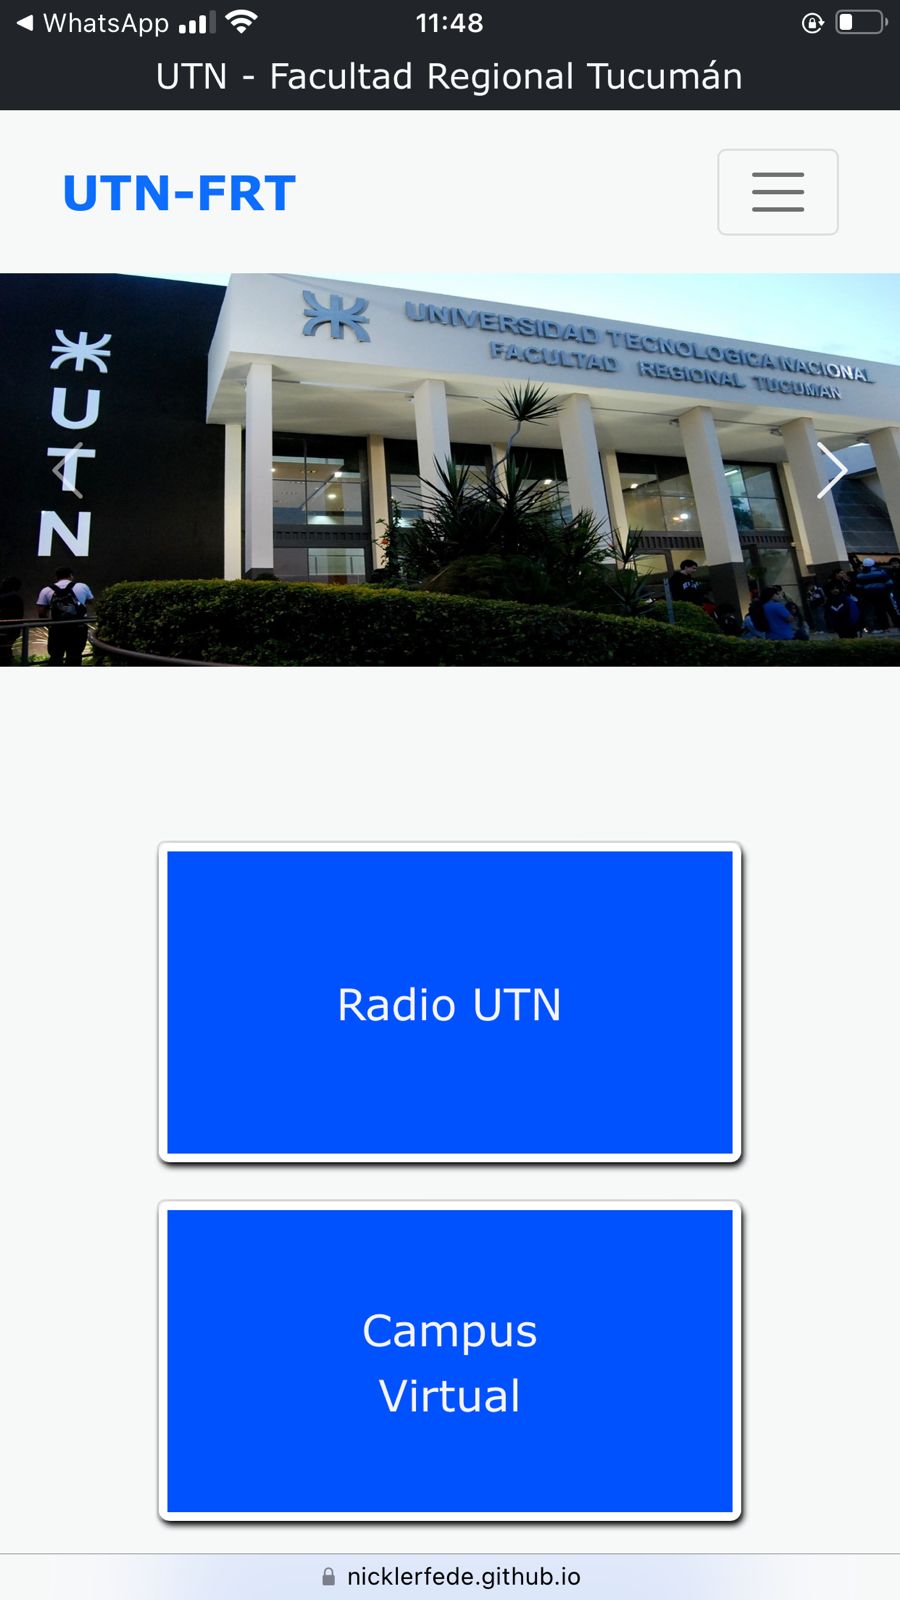 WhatsApp
11:48
UTN - Facultad Regional Tucumán
UTN-FRT
UNIVERSIDAD TECNOLOGICA NACIONAL
FACULTAD REGIONAL TUCUMAN
U
T
N
Radio UTN
Campus
Virtual
nicklerfede.github.io